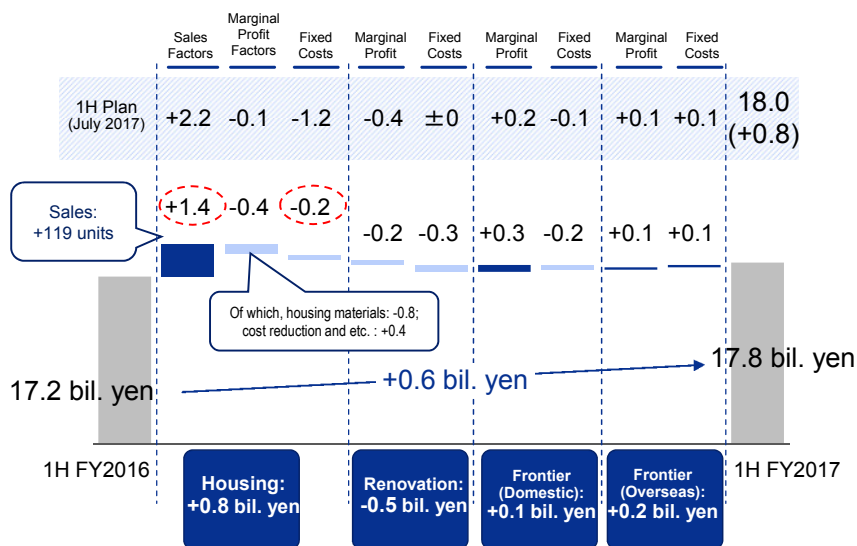 Sales
Factors
Marginal
Profit
Factors
Fixed
Costs
Marginal
Profit
Fixed
Costs
Marginal
Profit
Fixed
Costs
Marginal
Profit
Fixed
Costs
1H Plan
(July 2017)
+2.2 -0.1 -1.2 -0.4 ±0 +0.2 -0.1 +0.1 +0.1
18.0
(+0.8)
Sales:
+119 units
+1.4 -0.4 -0.2
-0.2 -0.3 +0.3 -0.2 +0.1 +0.1
Of which, housing materials: -0.8;
cost reduction and etc. : +0.4
17.2 bil. yen
+0.6 bil. yen
17.8 bil. yen
1H FY2016
Housing:
+0.8 bil. yen
Renovation:
-0.5 bil. yen
Frontier
(Domestic):
+0.1 bil. yen
Frontier
(Overseas):
+0.2 bil. yen
1H FY2017